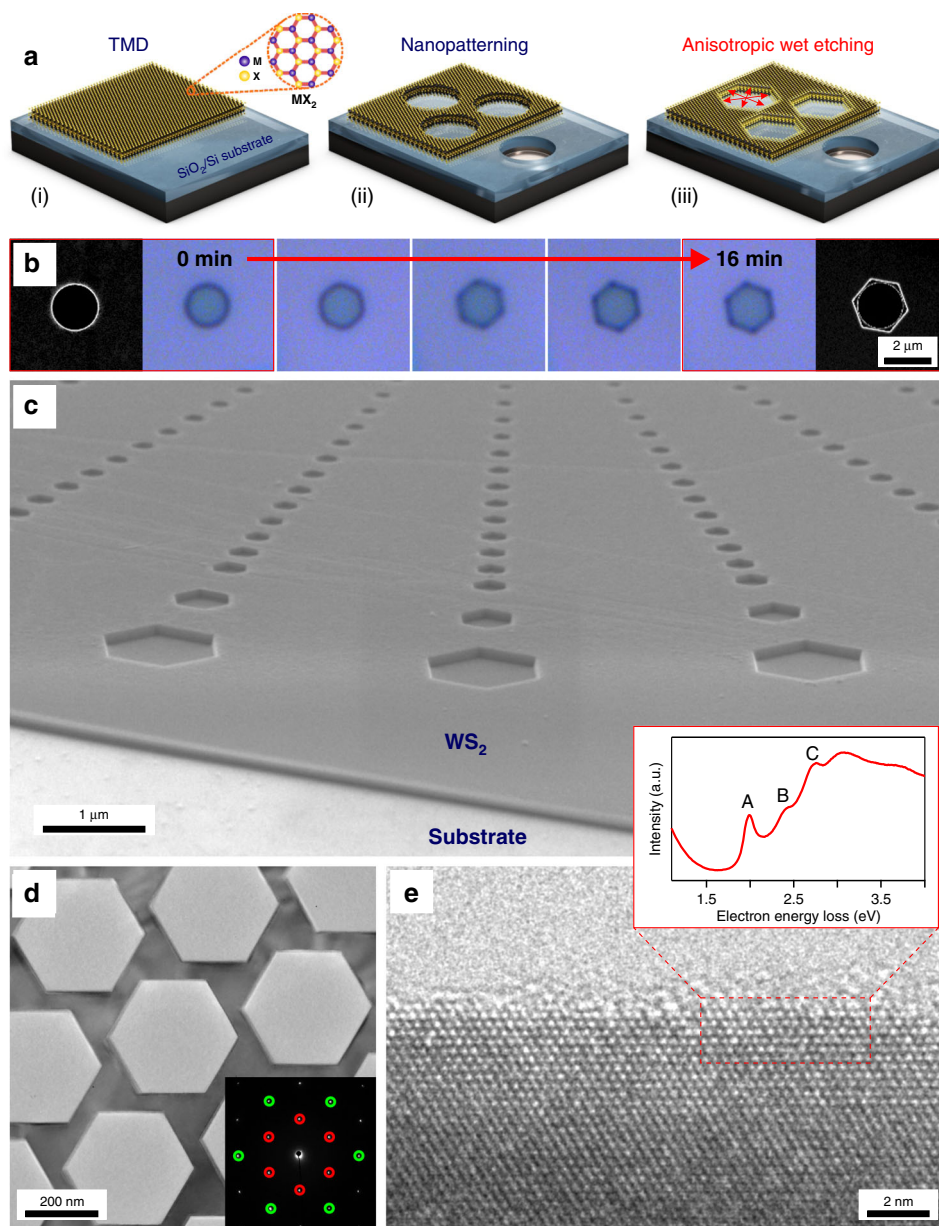 a
TMD
M
X
MX₂
SiO₂/Si substrate
(i)
Nanopatterning
(ii)
Anisotropic wet etching
(iii)
b
0 min
16 min
2 μm
c
WS₂
1 μm
Substrate
Intensity (a.u.)
A
B
C
1.5
2.5
3.5
Electron energy loss (eV)
d
200 nm
e
2 nm